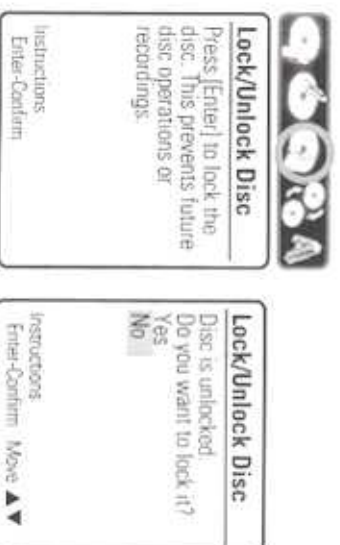 Lock/Unlock Disc
Press [Enter] to lock the
disc. This prevents future
disc operations or
recordings.
Instructions
Enter-Confirm
Lock/Unlock Disc
Disc is unlocked.
Do you want to lock it?
Yes
No
Instructions
Enter-Confirm Move ▲▼